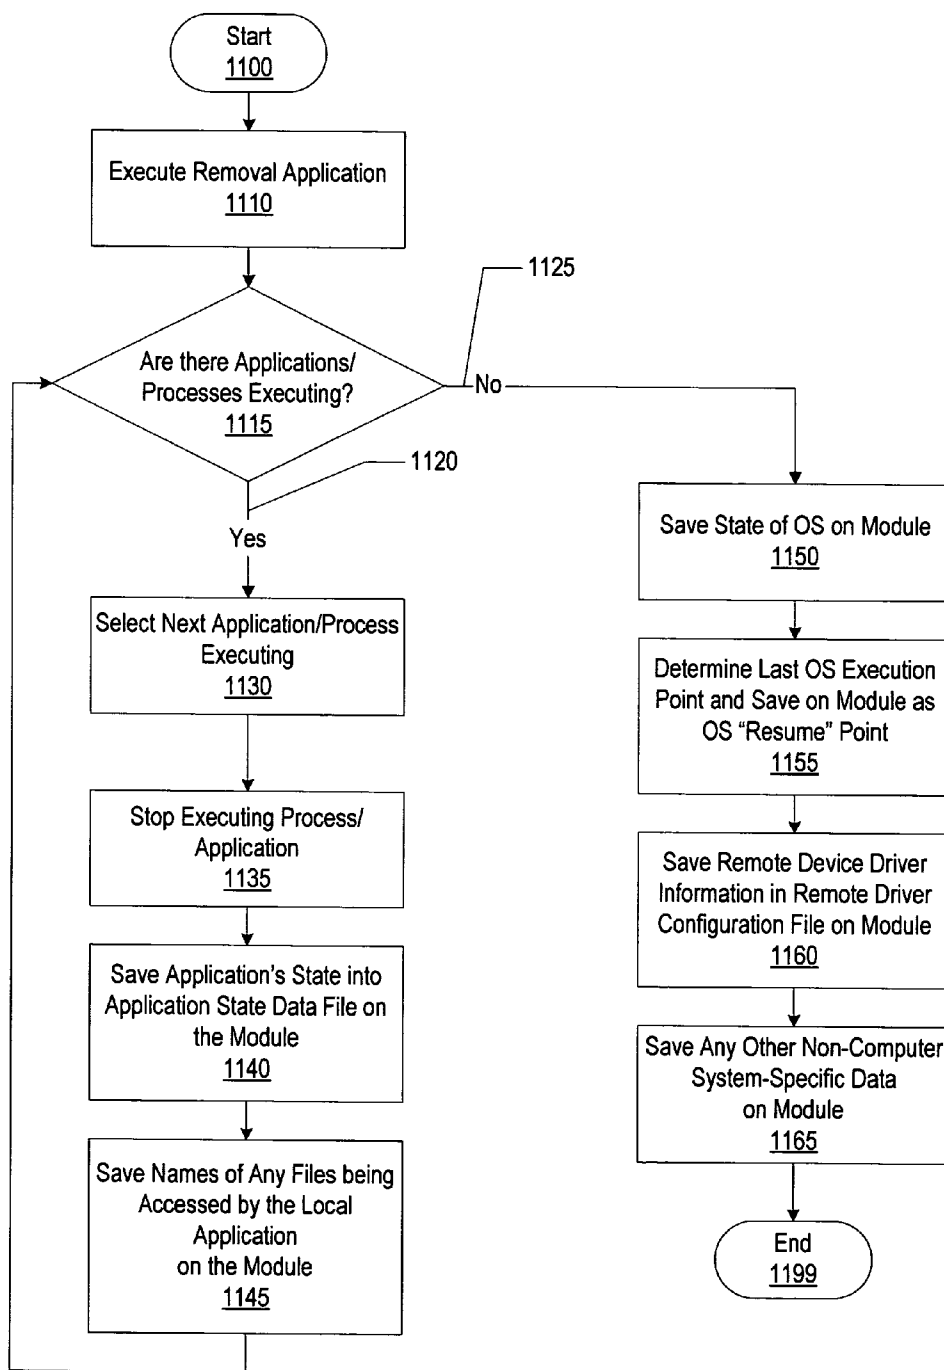 Start
1100
Execute Removal Application
1110
1125
Are there Applications/
Processes Executing?
1115
No
1120
Yes
Select Next Application/Process
Executing
1130
Stop Executing Process/
Application
1135
Save Application's State into
Application State Data File on
the Module
1140
Save Names of Any Files being
Accessed by the Local
Application
on the Module
1145
Save State of OS on Module
1150
Determine Last OS Execution
Point and Save on Module as
OS “Resume” Point
1155
Save Remote Device Driver
Information in Remote Driver
Configuration File on Module
1160
Save Any Other Non-Computer
System-Specific Data
on Module
1165
End
1199